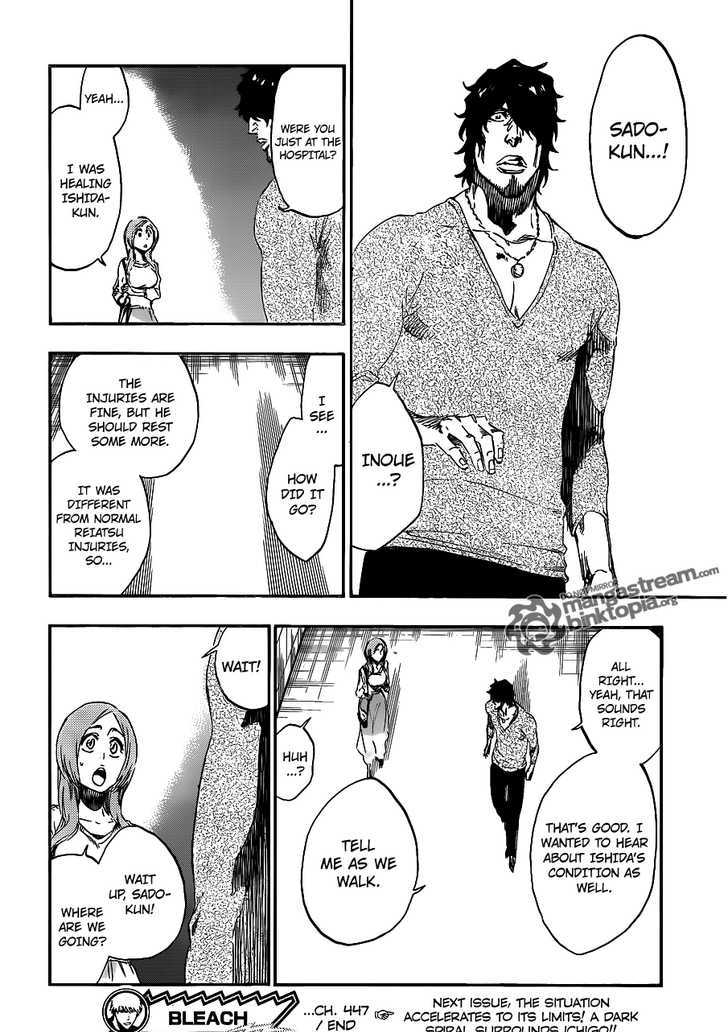 SADO-
KUN...!
INOUE
...?
WERE YOU
JUST AT THE
HOSPITAL?
YEAH...
I WAS
HEALING
ISHIDA-
KUN.
I
SEE
...
HOW
DID IT
GO?
THE
INJURIES ARE
FINE, BUT HE
SHOULD REST
SOME MORE.
IT WAS
DIFFERENT
FROM NORMAL
REIATSU
INJURIES,
SO...
mangastream.com
binktopia.org
ALL
RIGHT...
YEAH, THAT
SOUNDS
RIGHT.
THAT'S GOOD. I
WANTED TO HEAR
ABOUT ISHIDA'S
CONDITION AS
WELL.
HUH
...?
TELL
ME AS WE
WALK.
WAIT!
WAIT
UP, SADO-
KUN!
WHERE
ARE WE
GOING?
BLEACH
...CH. 447
/ END
☞
NEXT ISSUE, THE SITUATION
ACCELERATES TO ITS LIMITS! A DARK
SPIRAL SURROUNDS ICHIGO!!